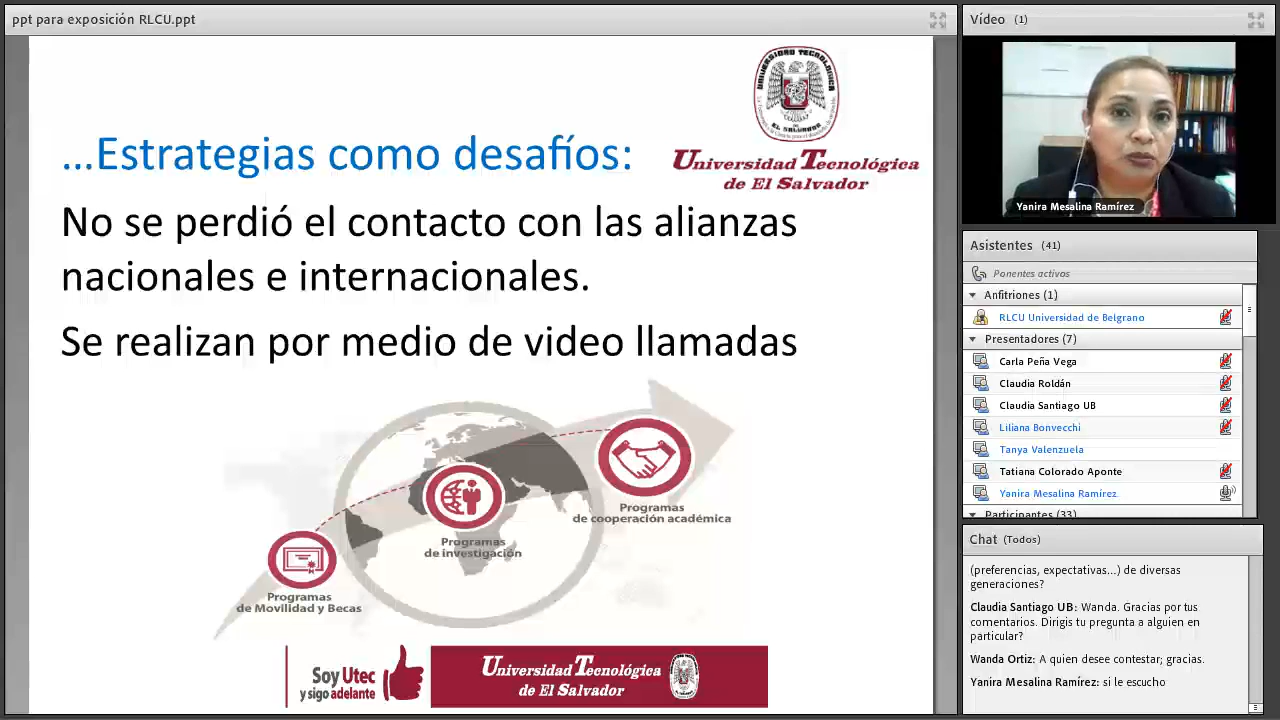 ppt para exposición RLCU.ppt
UNIVERSIDAD TECNOLÓGICA
DE EL SALVADOR
Universidad Tecnológica
de El Salvador
...Estrategias como desafíos:
No se perdió el contacto con las alianzas
nacionales e internacionales.
Se realizan por medio de video llamadas
Programas
de cooperación académica
Programas
de investigación
Programas
de Movilidad y Becas
Soy Utec
y sigo adelante
Universidad Tecnológica
de El Salvador
Vídeo (1)
Yanira Mesalina Ramírez
Asistentes (41)
Ponentes activos
Anfitriones (1)
RLCU Universidad de Belgrano
Presentadores (7)
Carla Peña Vega
Claudia Roldán
Claudia Santiago UB
Liliana Bonvecchi
Tanya Valenzuela
Tatiana Colorado Aponte
Yanira Mesalina Ramírez
Participantes (33)
Chat (Todos)
(preferencias, expectativas...) de diversas
generaciones?
Claudia Santiago UB: Wanda. Gracias por tus
comentarios. Dirigis tu pregunta a alguien en
particular?
Wanda Ortiz: A quien desee contestar; gracias.
Yanira Mesalina Ramírez: si le escucho